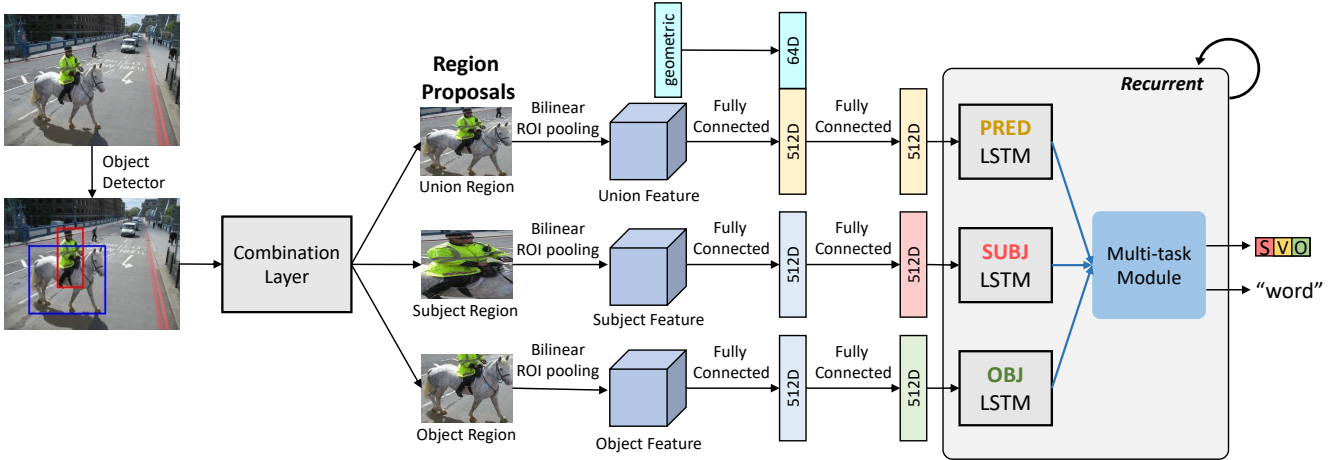 Object
Detector
Combination
Layer
Region
Proposals
Union Region
Subject Region
Object Region
Bilinear
ROI pooling
Bilinear
ROI pooling
Bilinear
ROI pooling
geometric
Union Feature
Subject Feature
Object Feature
Fully
Connected
Fully
Connected
Fully
Connected
64D
512D
512D
512D
Fully
Connected
Fully
Connected
Fully
Connected
512D
512D
512D
Recurrent
PRED
LSTM
SUBJ
LSTM
OBJ
LSTM
Multi-task
Module
S V O
“word”